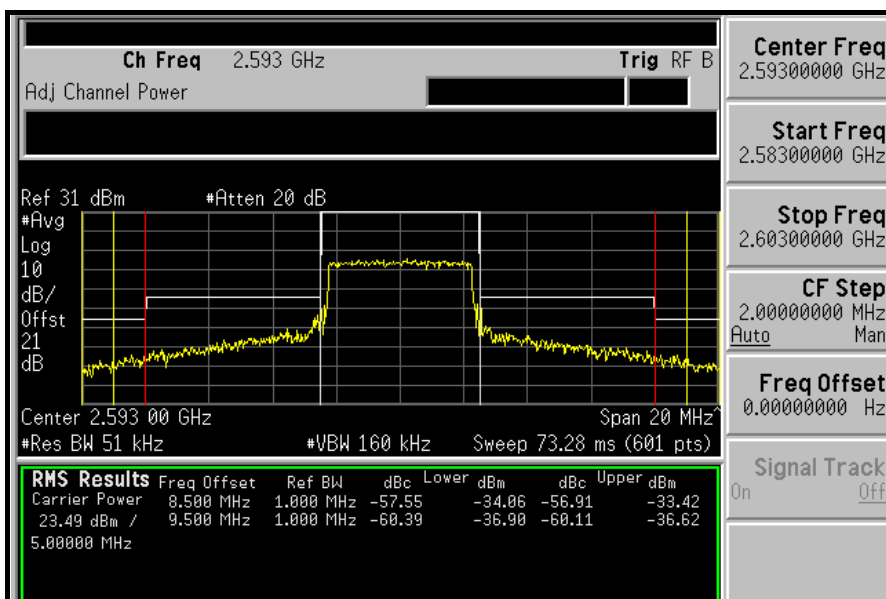 Ch Freq 2.593 GHz Trig RF B
Adj Channel Power
Ref 31 dBm #Atten 20 dB
#Avg
Log
10
dB/
Offst
21
dB
Center 2.593 00 GHz Span 20 MHz^
#Res BW 51 kHz #VBW 160 kHz Sweep 73.28 ms (601 pts)
RMS Results Freq Offset Ref BW dBc Lower dBm dBc Upper dBm
Carrier Power 8.500 MHz 1.000 MHz -57.55 -34.06 -56.91 -33.42
23.49 dBm / 9.500 MHz 1.000 MHz -60.39 -36.90 -60.11 -36.62
5.00000 MHz
Center Freq
2.59300000 GHz
Start Freq
2.58300000 GHz
Stop Freq
2.60300000 GHz
CF Step
2.00000000 MHz
Auto Man
Freq Offset
0.00000000 Hz
Signal Track
On Off